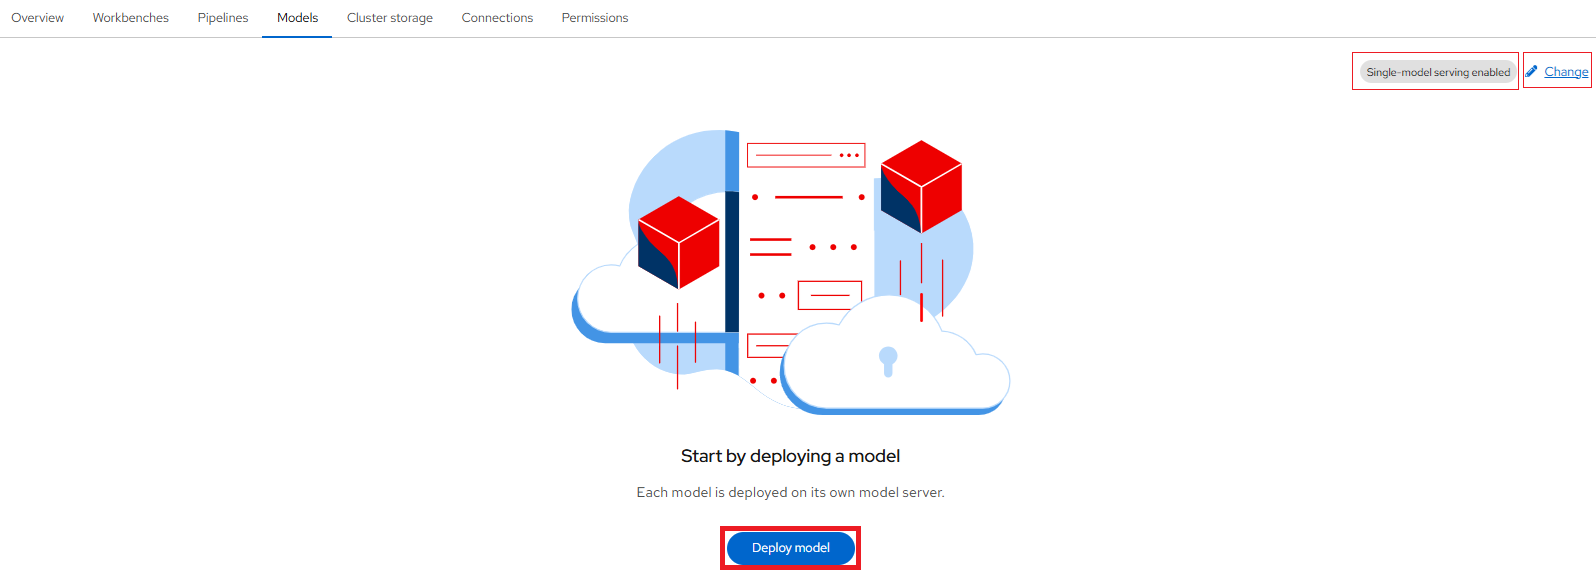 Overview Workbenches Pipelines Models Cluster storage Connections Permissions
Single-model serving enabled Change
Start by deploying a model
Each model is deployed on its own model server.
Deploy model